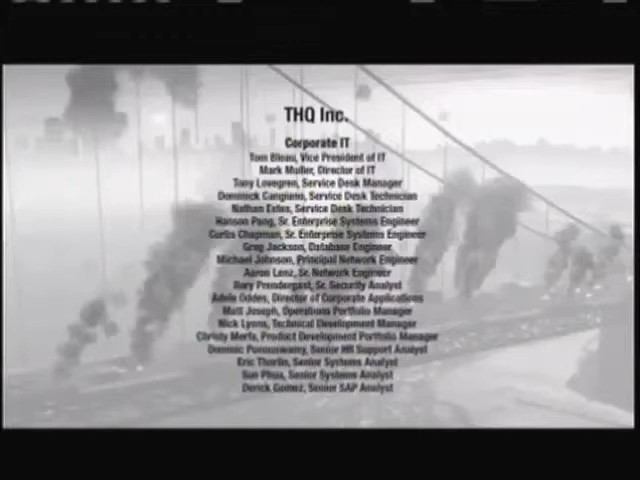 THQ Inc.
Corporate IT
Tom Bleau, Vice President of IT
Mark Muller, Director of IT
Tony Lovegren, Service Desk Manager
Dominick Cangiano, Service Desk Technician
Nathan Estes, Service Desk Technician
Hanson Pang, Sr. Enterprise Systems Engineer
Curtis Chapman, Sr. Enterprise Systems Engineer
Greg Jackson, Database Engineer
Michael Johnson, Principal Network Engineer
Aaron Lenz, Sr. Network Engineer
Rory Prendergast, Sr. Security Analyst
Adele Oddes, Director of Corporate Applications
Matt Joseph, Operations Portfolio Manager
Nick Lyons, Technical Development Manager
Christy Merfa, Product Development Portfolio Manager
Dominic Ponnuswamy, Senior HR Support Analyst
Eric Senior Systems Analyst
Sun Phua, Senior Systems Analyst
Derick Gomez, Senior SAP Analyst